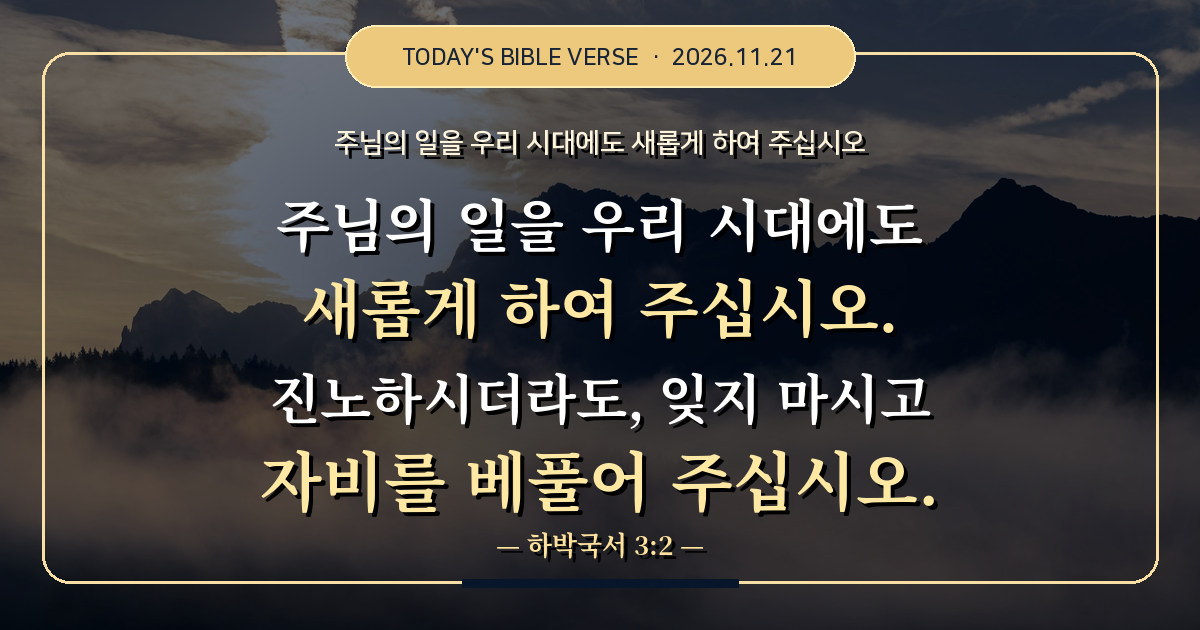 TODAY'S BIBLE VERSE · 2026.11.21
주님의 일을 우리 시대에도 새롭게 하여 주십시오
주님의 일을 우리 시대에도
새롭게 하여 주십시오.
진노하시더라도, 잊지 마시고
자비를 베풀어 주십시오.
— 하박국서 3:2 —